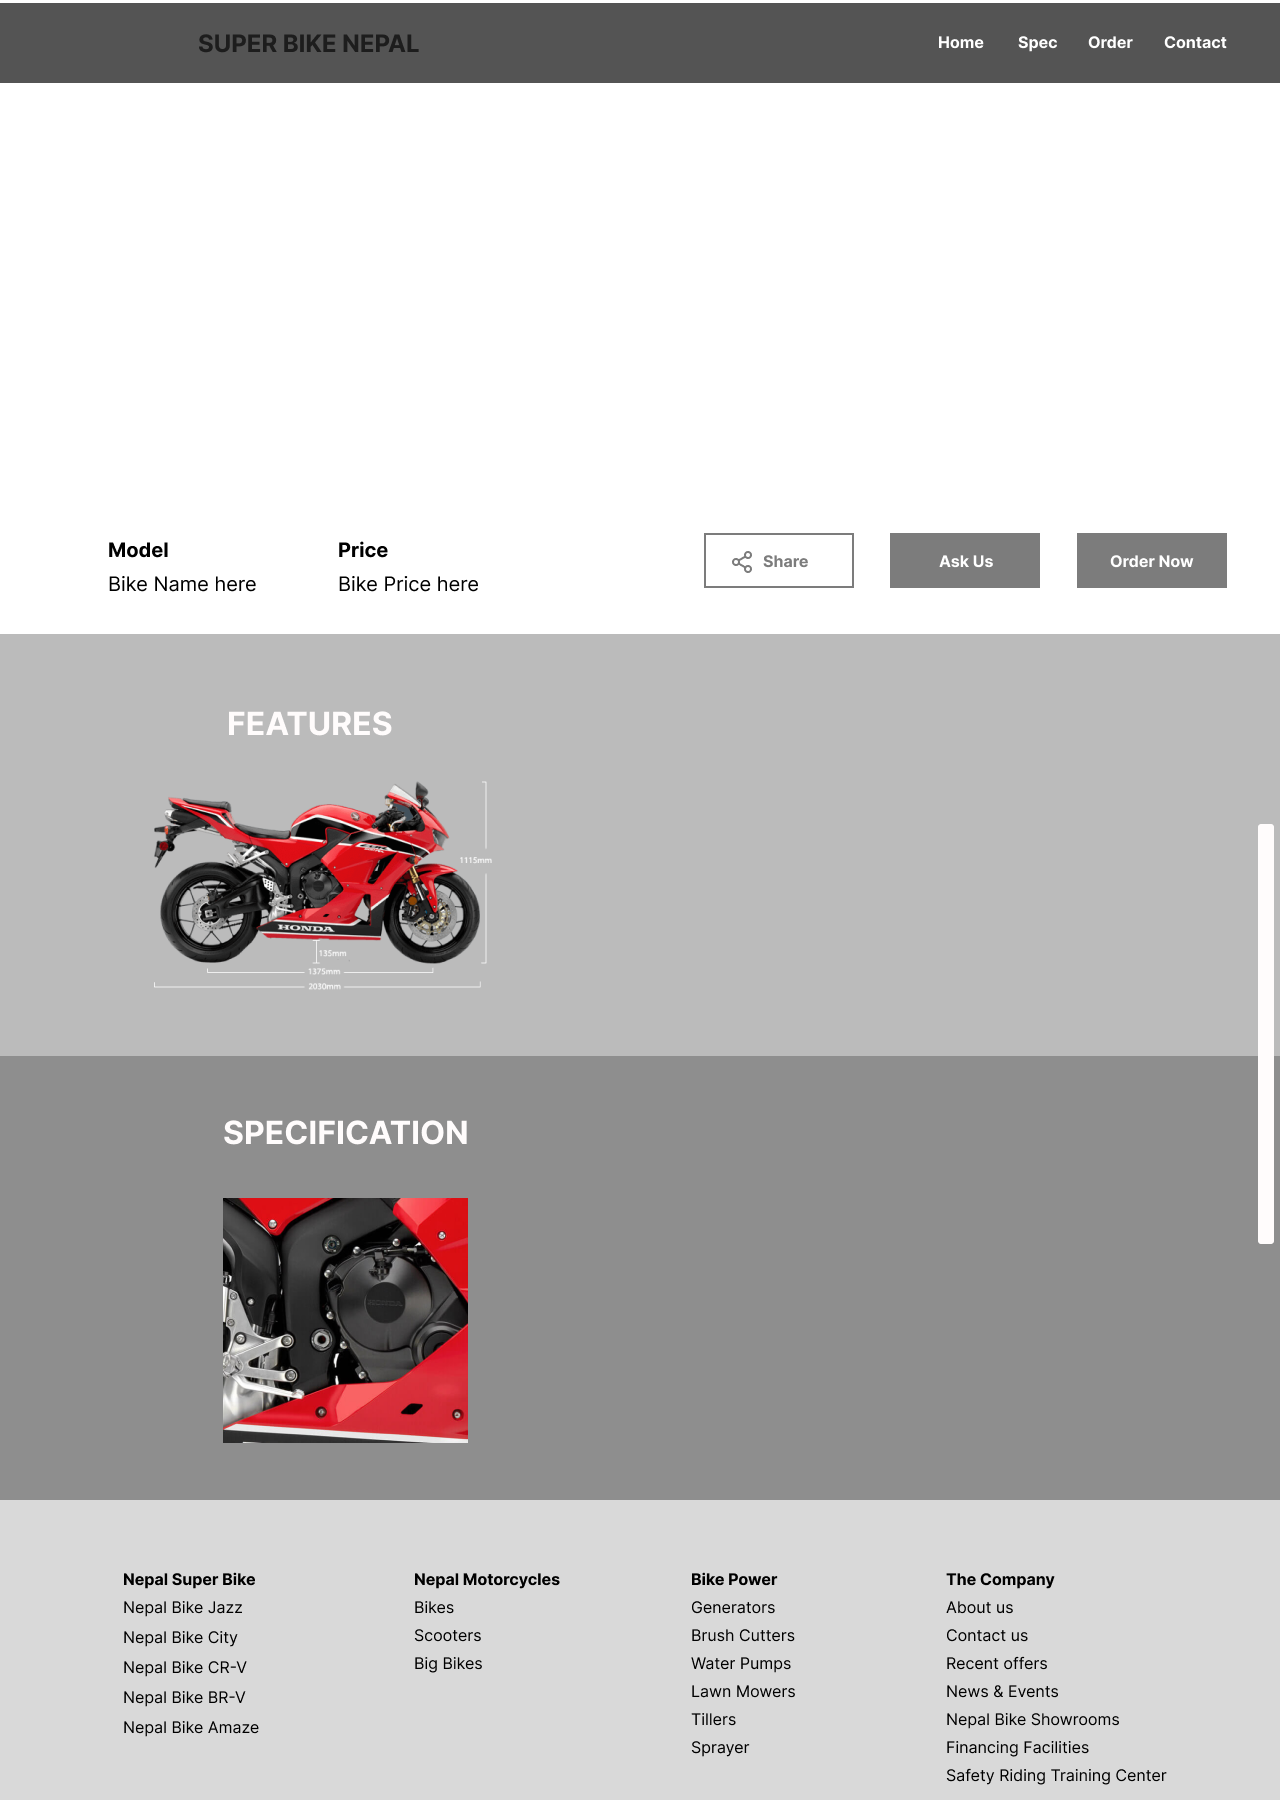 SUPER BIKE NEPAL
Home Spec Order Contact
Model
Bike Name here
Price
Bike Price here
Share
Ask Us
Order Now
FEATURES
1115mm
HONDA
135mm
1375mm
2030mm
SPECIFICATION
HONDA
Nepal Super Bike
Nepal Bike Jazz
Nepal Bike City
Nepal Bike CR-V
Nepal Bike BR-V
Nepal Bike Amaze
Nepal Motorcycles
Bikes
Scooters
Big Bikes
Bike Power
Generators
Brush Cutters
Water Pumps
Lawn Mowers
Tillers
Sprayer
The Company
About us
Contact us
Recent offers
News & Events
Nepal Bike Showrooms
Financing Facilities
Safety Riding Training Center